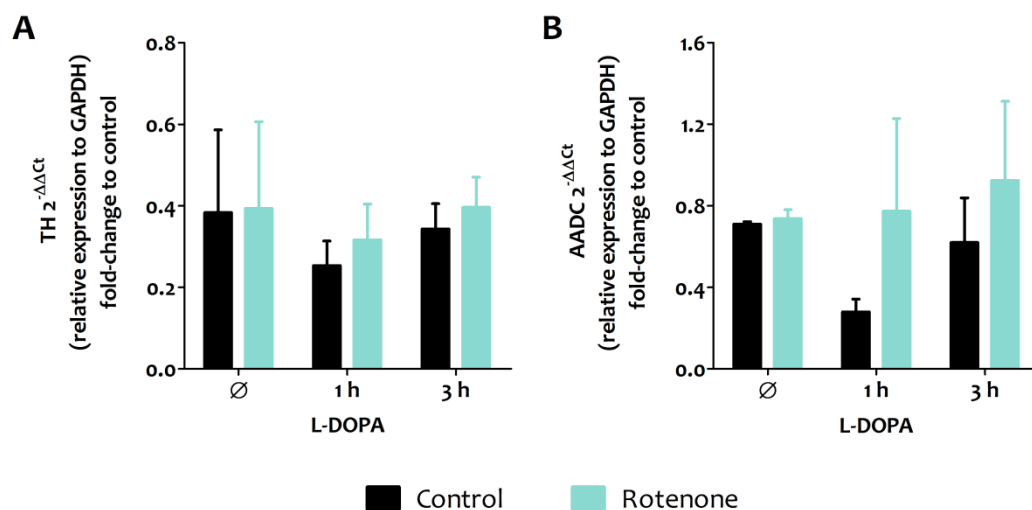 A
TH 2^-ΔΔCt
(relative expression to GAPDH)
fold-change to control
0.8
0.6
0.4
0.2
0.0
∅ 1 h 3 h
L-DOPA
B
AADC 2^-ΔΔCt
(relative expression to GAPDH)
fold-change to control
1.6
1.2
0.8
0.4
0.0
∅ 1 h 3 h
L-DOPA
Control Rotenone